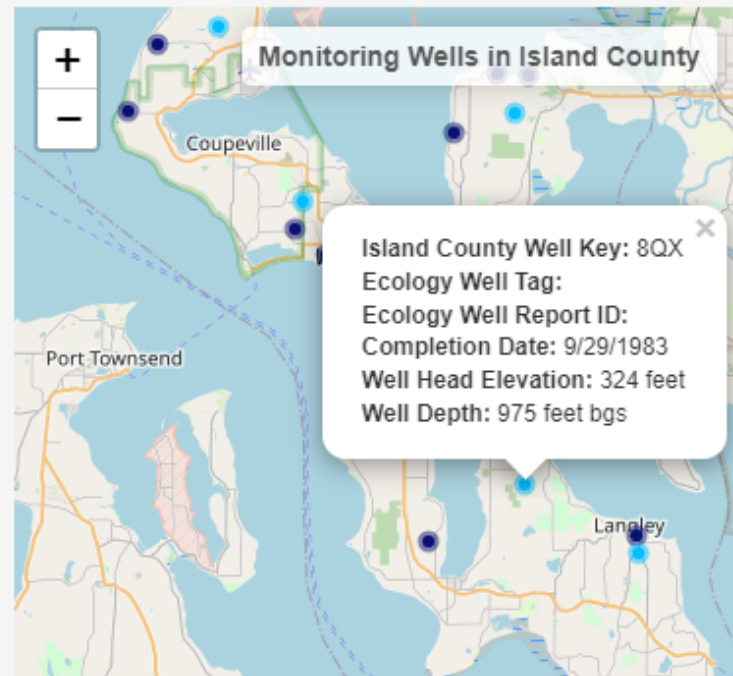 +
Monitoring Wells in Island County
−
Coupeville
×
Island County Well Key: 8QX
Ecology Well Tag:
Ecology Well Report ID:
Completion Date: 9/29/1983
Well Head Elevation: 324 feet
Well Depth: 975 feet bgs
Port Townsend
Langley